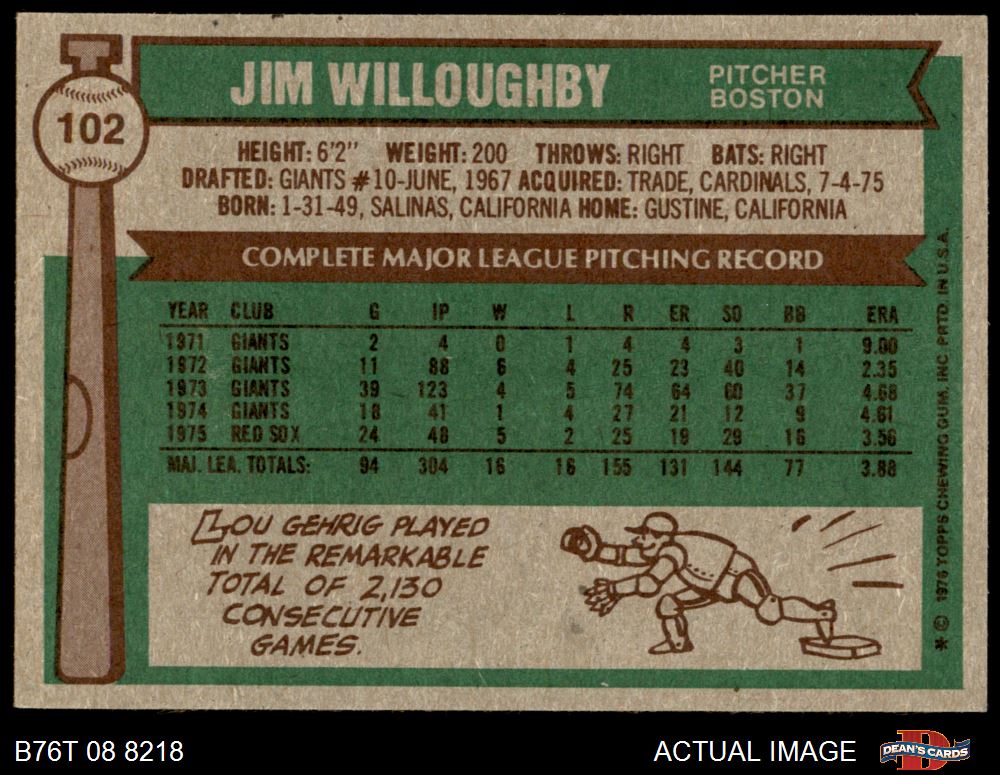 102
JIM WILLOUGHBY
PITCHER
BOSTON
HEIGHT: 6'2" WEIGHT: 200 THROWS: RIGHT BATS: RIGHT
DRAFTED: GIANTS #10-JUNE, 1967 ACQUIRED: TRADE, CARDINALS, 7-4-75
BORN: 1-31-49, SALINAS, CALIFORNIA HOME: GUSTINE, CALIFORNIA
COMPLETE MAJOR LEAGUE PITCHING RECORD
YEAR CLUB G IP W L R ER SO BB ERA
1971 GIANTS 2 4 0 1 4 4 3 1 9.00
1972 GIANTS 11 88 6 4 25 23 40 14 2.35
1973 GIANTS 39 123 4 5 74 64 60 37 4.68
1974 GIANTS 18 41 1 4 27 21 12 9 4.61
1975 RED SOX 24 48 5 2 25 19 29 16 3.56
MAJ. LEA. TOTALS: 94 304 16 16 155 131 144 77 3.88
LOU GEHRIG PLAYED
IN THE REMARKABLE
TOTAL OF 2,130
CONSECUTIVE
GAMES.
* © 1976 TOPPS CHEWING GUM, INC. PRTD. IN U.S.A.
B76T 08 8218
ACTUAL IMAGE
D
DEAN'S CARDS